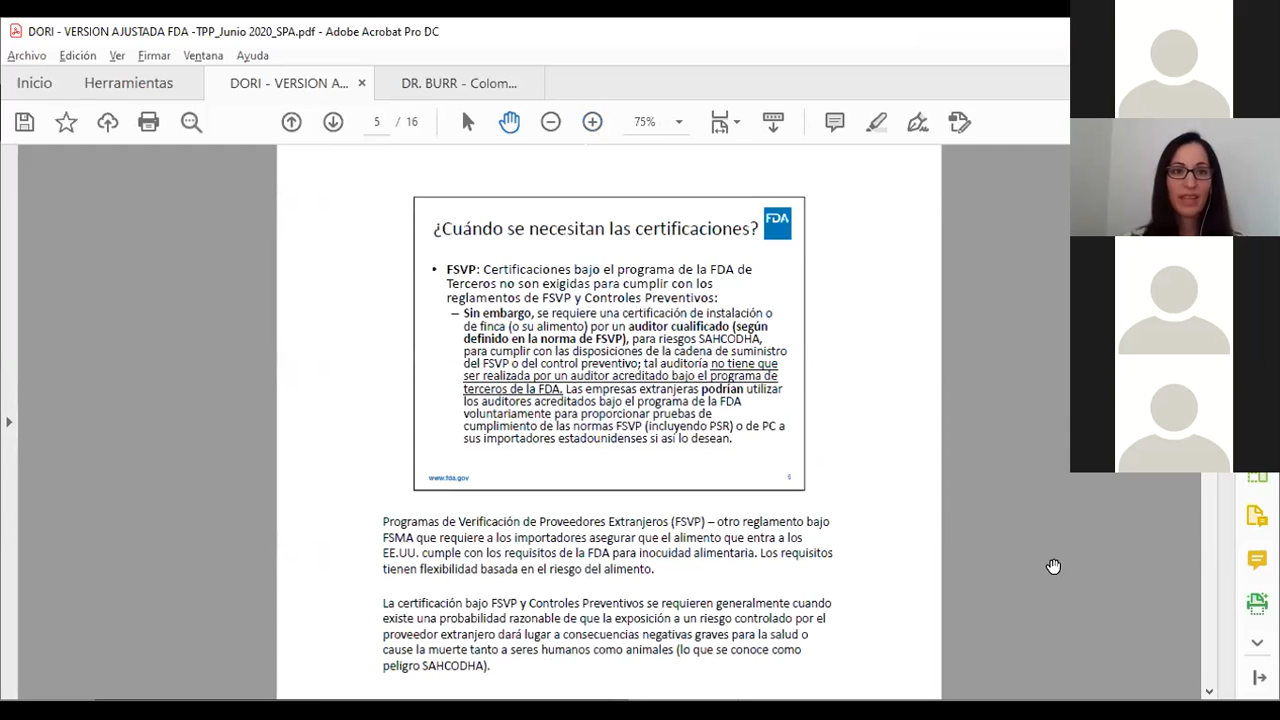 DORI - VERSION AJUSTADA FDA -TPP_Junio 2020_SPA.pdf - Adobe Acrobat Pro DC
Archivo Edición Ver Firmar Ventana Ayuda
Inicio Herramientas DORI - VERSION A... × DR. BURR - Colom...
5 / 16 75%
¿Cuándo se necesitan las certificaciones?
FDA
• FSVP: Certificaciones bajo el programa de la FDA de
Terceros no son exigidas para cumplir con los
reglamentos de FSVP y Controles Preventivos:
– Sin embargo, se requiere una certificación de instalación o
de finca (o su alimento) por un auditor cualificado (según
definido en la norma de FSVP), para riesgos SAHCODHA,
para cumplir con las disposiciones de la cadena de suministro
del FSVP o del control preventivo; tal auditoría no tiene que
ser realizada por un auditor acreditado bajo el programa de
terceros de la FDA. Las empresas extranjeras podrían utilizar
los auditores acreditados bajo el programa de la FDA
voluntariamente para proporcionar pruebas de
cumplimiento de las normas FSVP (incluyendo PSR) o de PC a
sus importadores estadounidenses si así lo desean.
www.fda.gov 5
Programas de Verificación de Proveedores Extranjeros (FSVP) – otro reglamento bajo
FSMA que requiere a los importadores asegurar que el alimento que entra a los
EE.UU. cumple con los requisitos de la FDA para inocuidad alimentaria. Los requisitos
tienen flexibilidad basada en el riesgo del alimento.
La certificación bajo FSVP y Controles Preventivos se requieren generalmente cuando
existe una probabilidad razonable de que la exposición a un riesgo controlado por el
proveedor extranjero dará lugar a consecuencias negativas graves para la salud o
cause la muerte tanto a seres humanos como animales (lo que se conoce como
peligro SAHCODHA).